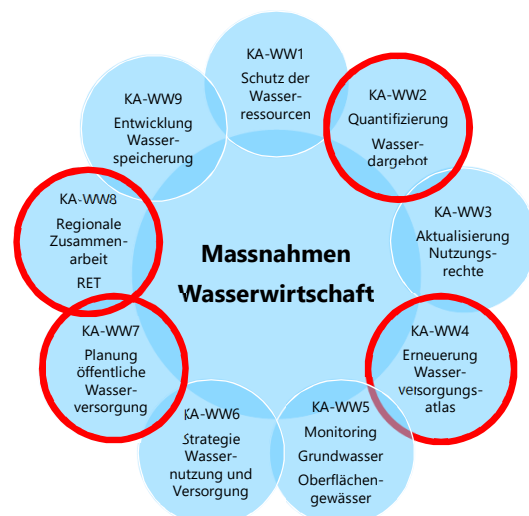 KA-WW1
Schutz der
Wasser-
ressourcen
KA-WW2
Quantifizierung
Wasser-
dargebot
KA-WW3
Aktualisierung
Nutzungs-
rechte
KA-WW4
Erneuerung
Wasser-
versorgungs-
atlas
KA-WW5
Monitoring
Grundwasser
Oberflächen-
gewässer
KA-WW6
Strategie
Wasser-
nutzung und
Versorgung
KA-WW7
Planung
öffentliche
Wasser-
versorgung
KA-WW8
Regionale
Zusammen-
arbeit
RET
KA-WW9
Entwicklung
Wasser-
speicherung
Massnahmen
Wasserwirtschaft